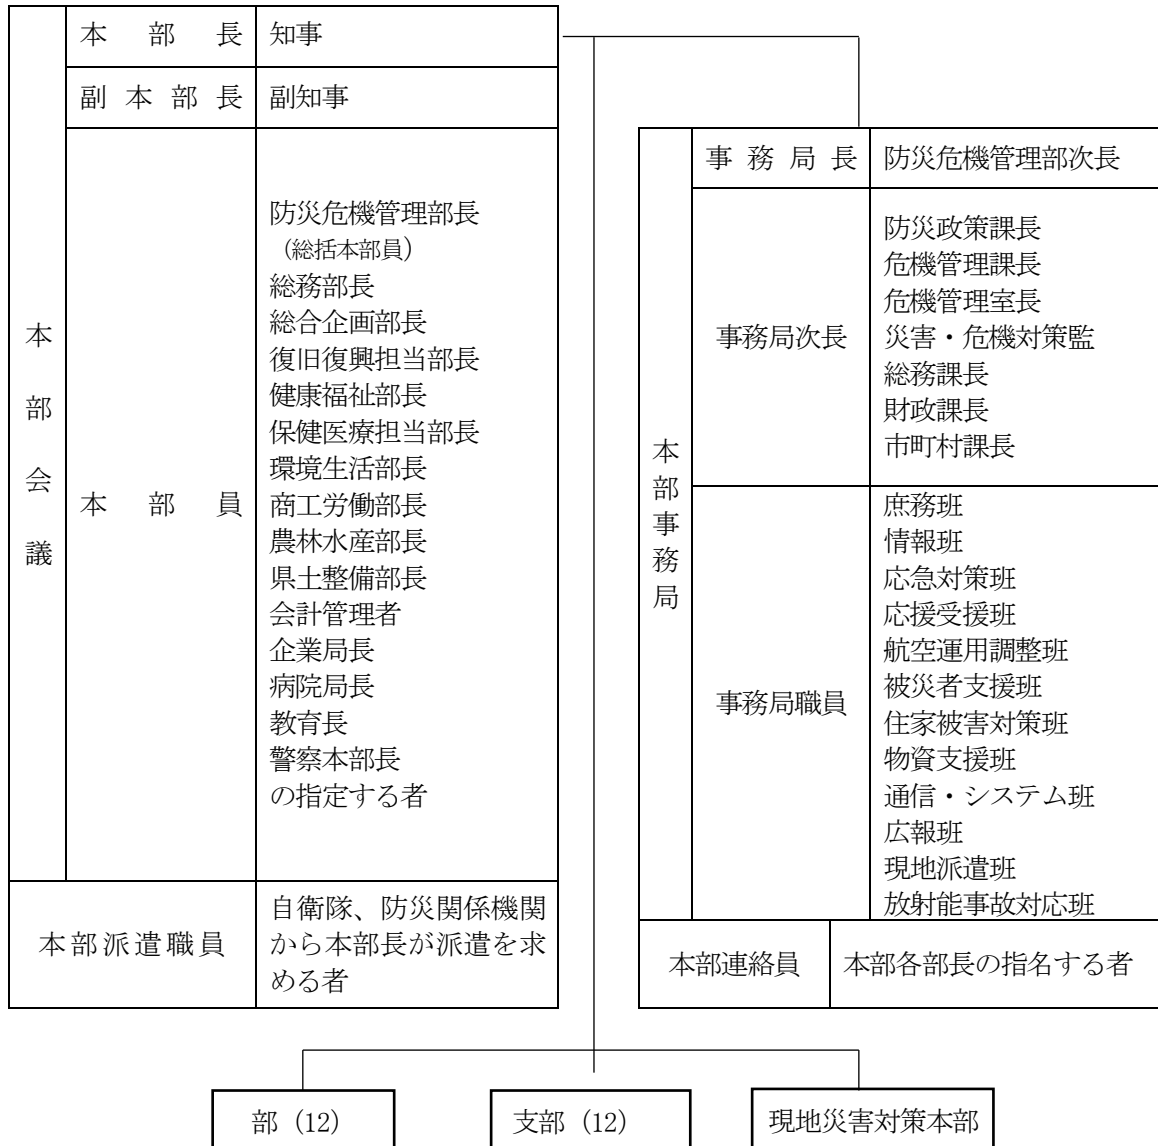 本部会議
本部長 知事
副本部長 副知事
本部員
防災危機管理部長
（総括本部員）
総務部長
総合企画部長
復旧復興担当部長
健康福祉部長
保健医療担当部長
環境生活部長
商工労働部長
農林水産部長
県土整備部長
会計管理者
企業局長
病院局長
教育長
警察本部長
の指定する者
本部派遣職員
自衛隊、防災関係機関
から本部長が派遣を求
める者
本部事務局
事務局長 防災危機管理部次長
事務局次長
防災政策課長
危機管理課長
危機管理室長
災害・危機対策監
総務課長
財政課長
市町村課長
事務局職員
庶務班
情報班
応急対策班
応援受援班
航空運用調整班
被災者支援班
住家被害対策班
物資支援班
通信・システム班
広報班
現地派遣班
放射能事故対応班
本部連絡員 本部各部長の指名する者
部（12）
支部（12）
現地災害対策本部